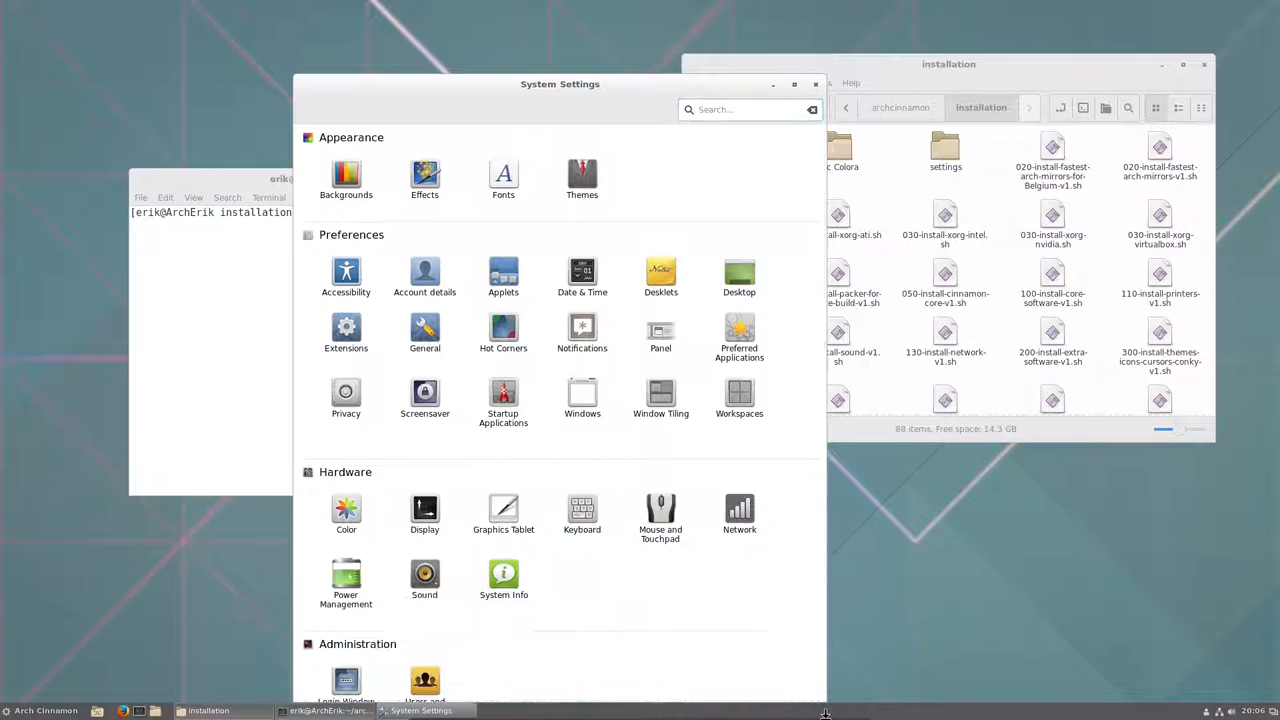 System Settings
Search...
Appearance
Backgrounds
Effects
Fonts
Themes
Preferences
Accessibility
Account details
Applets
Date & Time
Desklets
Desktop
Extensions
General
Hot Corners
Notifications
Panel
Preferred
Applications
Privacy
Screensaver
Startup
Applications
Windows
Window Tiling
Workspaces
Hardware
Color
Display
Graphics Tablet
Keyboard
Mouse and
Touchpad
Network
Power
Management
Sound
System Info
Administration
Login Window
Users and
erik@
File Edit View Search Terminal
[erik@ArchErik installation
installation
Help
archcinnamon
installation
c Colora
settings
020-install-fastest-
arch-mirrors-for-
Belgium-v1.sh
020-install-fastest-
arch-mirrors-v1.sh
all-xorg-ati.sh
030-install-xorg-intel.
sh
030-install-xorg-
nvidia.sh
030-install-xorg-
virtualbox.sh
all-packer-for-
e-build-v1.sh
050-install-cinnamon-
core-v1.sh
100-install-core-
software-v1.sh
110-install-printers-
v1.sh
all-sound-v1.
sh
130-install-network-
v1.sh
200-install-extra-
software-v1.sh
300-install-themes-
icons-cursors-conky-
v1.sh
88 items, Free space: 14.3 GB
Arch Cinnamon
installation
erik@ArchErik:~/arc...
System Settings
20:06